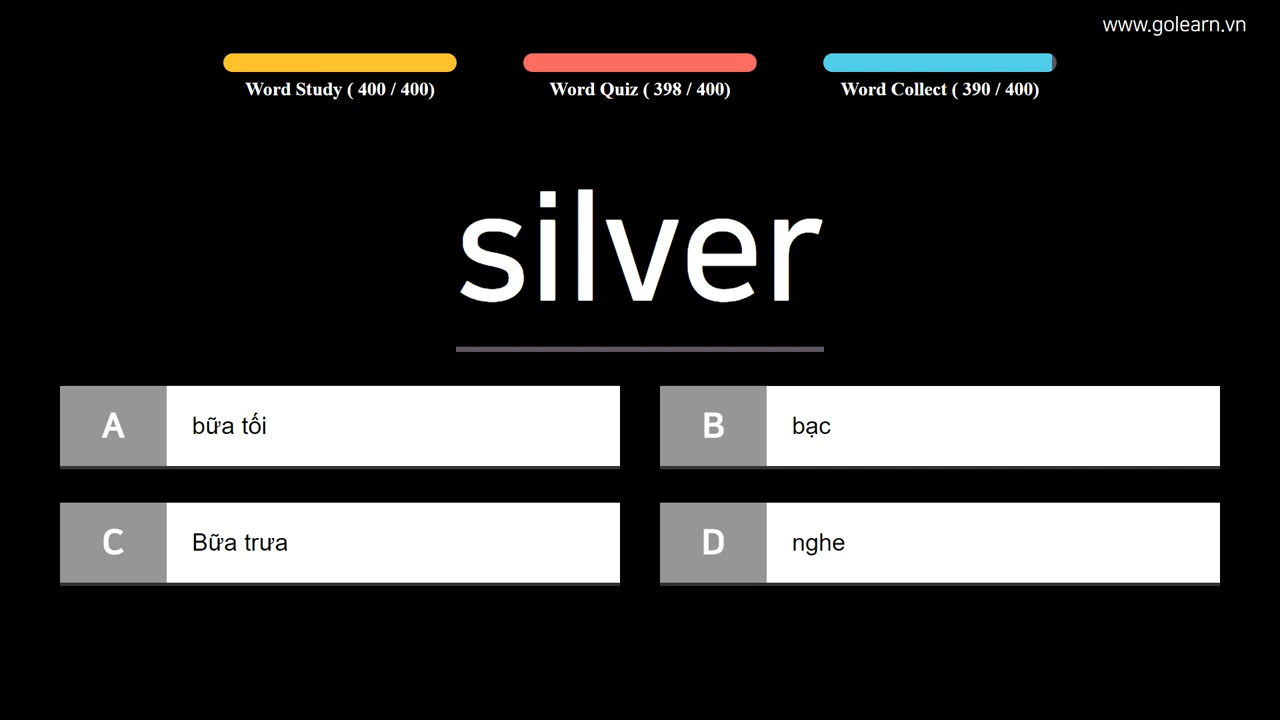 www.golearn.vn
Word Study ( 400 / 400)
Word Quiz ( 398 / 400)
Word Collect ( 390 / 400)
silver
A bữa tối
B bạc
C Bữa trưa
D nghe